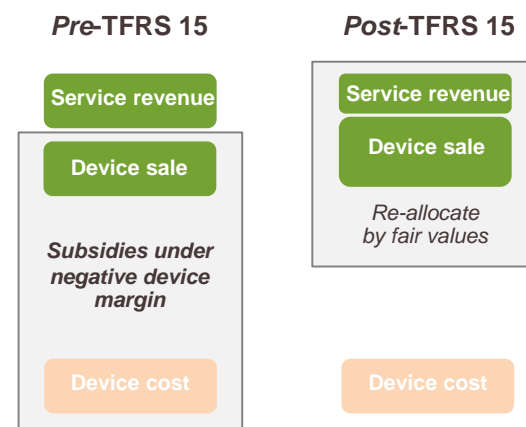 Pre-TFRS 15
Service revenue
Device sale
Subsidies under
negative device
margin
Device cost
Post-TFRS 15
Service revenue
Device sale
Re-allocate
by fair values
Device cost